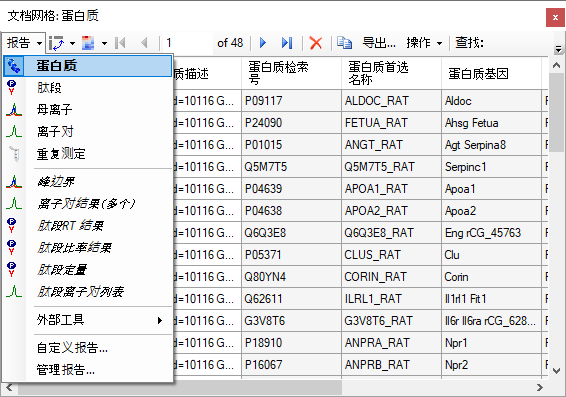 文档网格: 蛋白质
报告 1 of 48 导出... 操作 查找:
质描述 蛋白质检索号 蛋白质首选名称 蛋白质基因
蛋白质
肽段
母离子
离子对
重复测定
峰边界
离子对结果(多个)
肽段RT 结果
肽段比率结果
肽段定量
肽段离子对列表
外部工具
自定义报告...
管理报告...
d=10116 G... P09117 ALDOC_RAT Aldoc F
d=10116 G... P24090 FETUA_RAT Ahsg Fetua F
d=10116 G... P01015 ANGT_RAT Agt Serpina8 F
d=10116 G... Q5M7T5 Q5M7T5_RAT Serpinc1 F
d=10116 G... P04639 APOA1_RAT Apoa1 F
d=10116 G... P04638 APOA2_RAT Apoa2 F
d=10116 G... Q6Q3E8 Q6Q3E8_RAT Eng rCG_45763 F
d=10116 G... P05371 CLUS_RAT Clu F
d=10116 G... Q80YN4 CORIN_RAT Corin F
d=10116 G... Q62611 ILRL1_RAT Il1rl1 Fit1 F
d=10116 G... G3V8T6 G3V8T6_RAT Il6r Il6ra rCG_628... F
d=10116 G... P18910 ANPRA_RAT Npr1 F
d=10116 G... P16067 ANPRB_RAT Npr2 F